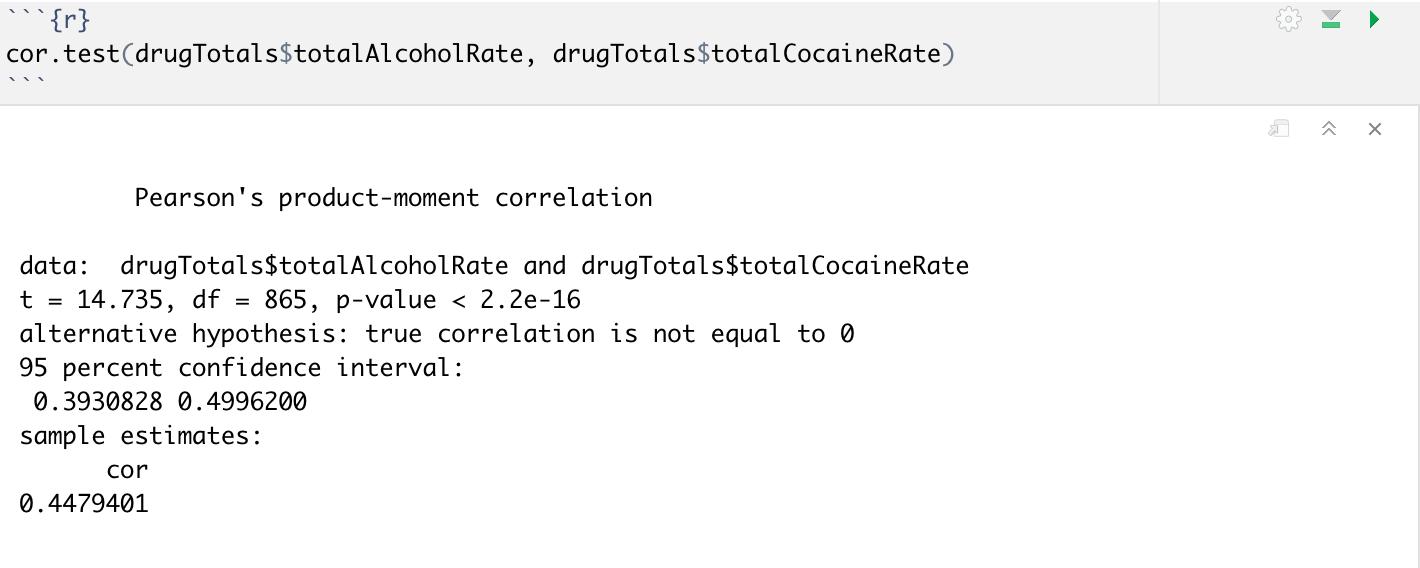 ```{r}
cor.test(drugTotals$totalAlcoholRate, drugTotals$totalCocaineRate)
```
Pearson's product-moment correlation
data:  drugTotals$totalAlcoholRate and drugTotals$totalCocaineRate
t = 14.735, df = 865, p-value < 2.2e-16
alternative hypothesis: true correlation is not equal to 0
95 percent confidence interval:
 0.3930828 0.4996200
sample estimates:
      cor
0.4479401